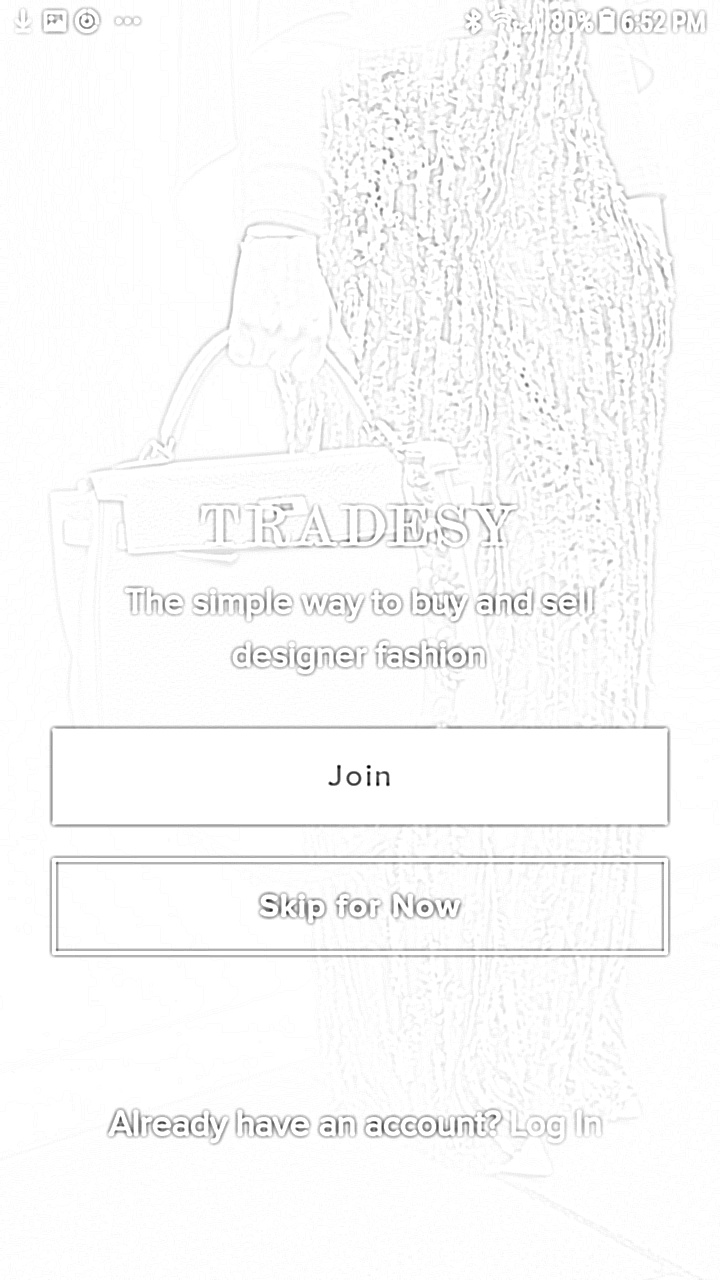 80% 6:52 PM
TRADESY
The simple way to buy and sell
designer fashion
Join
Skip for Now
Already have an account? Log In